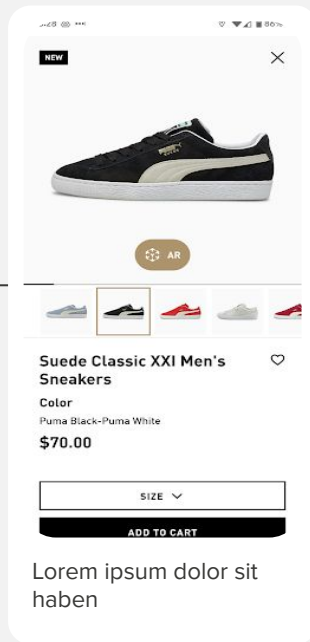 86%
NEW
AR
Suede Classic XXI Men's
Sneakers
Color
Puma Black-Puma White
$70.00
SIZE
ADD TO CART
Lorem ipsum dolor sit
haben